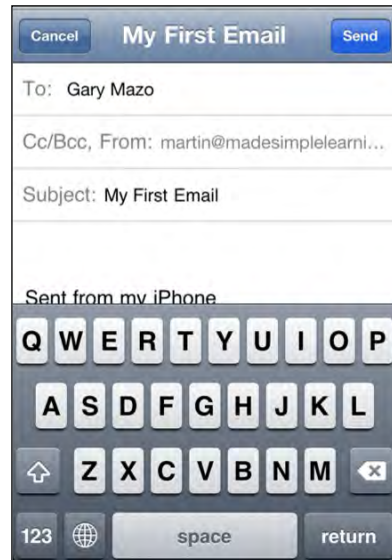 Cancel My First Email Send
To: Gary Mazo
Cc/Bcc, From: martin@madesimplelearni...
Subject: My First Email
Sent from my iPhone
Q W E R T Y U I O P
A S D F G H J K L
Z X C V B N M
123 space return